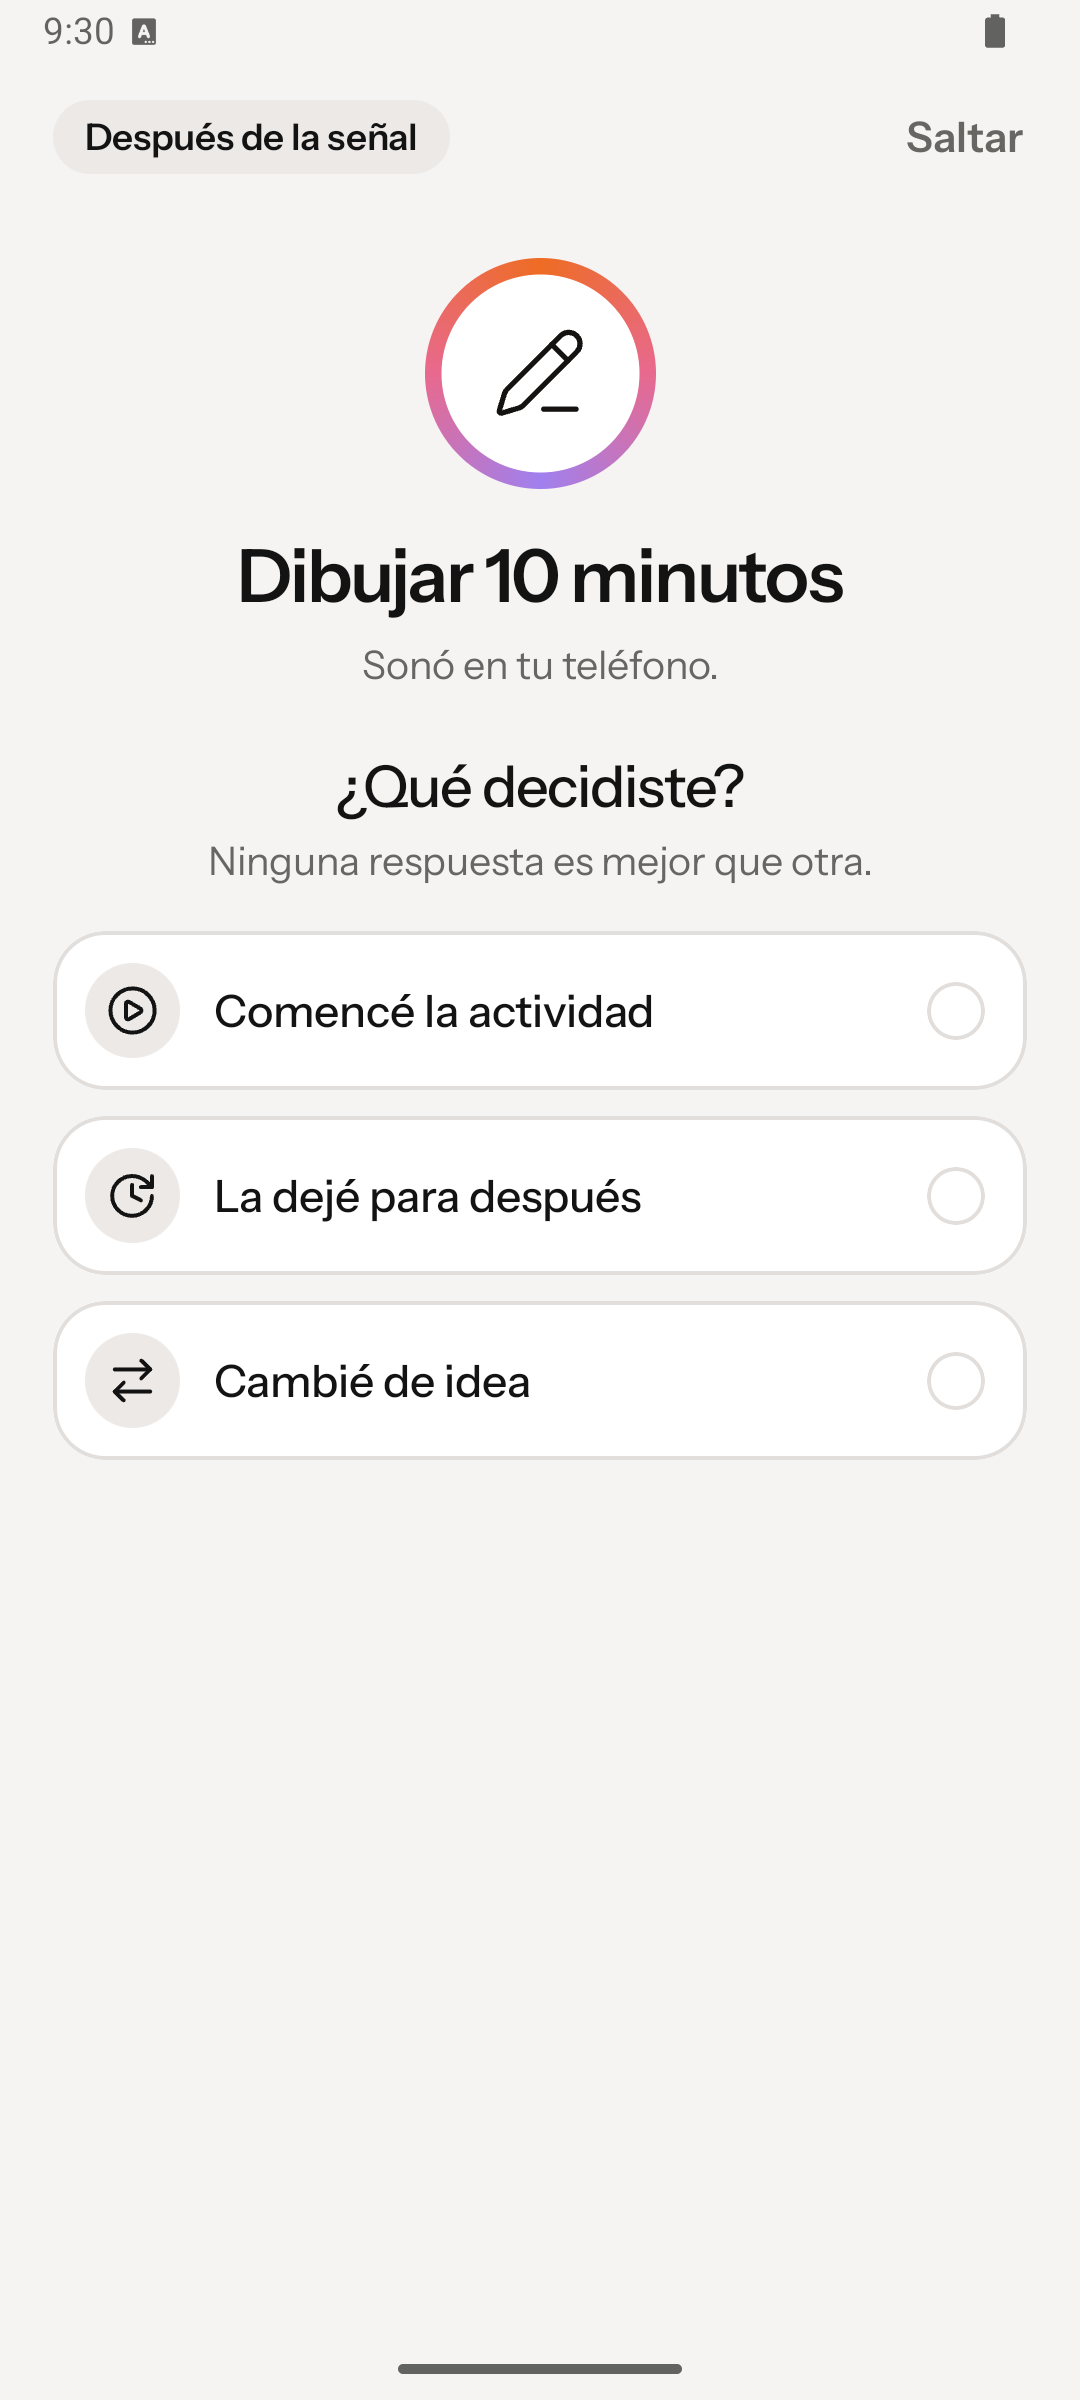 9:30
Después de la señal
Saltar
Dibujar 10 minutos
Sonó en tu teléfono.
¿Qué decidiste?
Ninguna respuesta es mejor que otra.
Comencé la actividad
La dejé para después
Cambié de idea